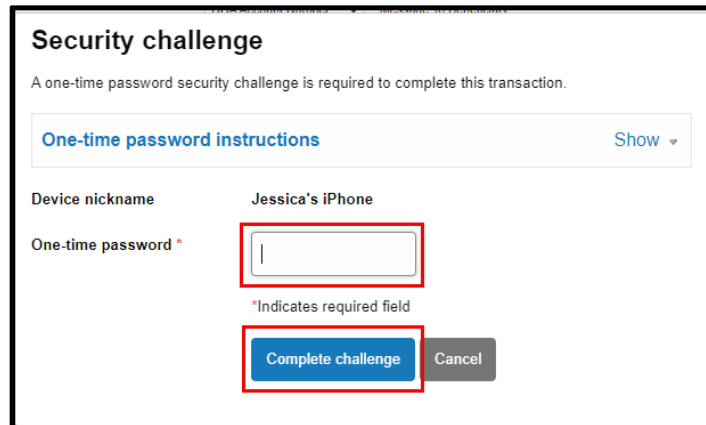 Security challenge
A one-time password security challenge is required to complete this transaction.
One-time password instructions Show
Device nickname Jessica's iPhone
One-time password *
*Indicates required field
Complete challenge Cancel